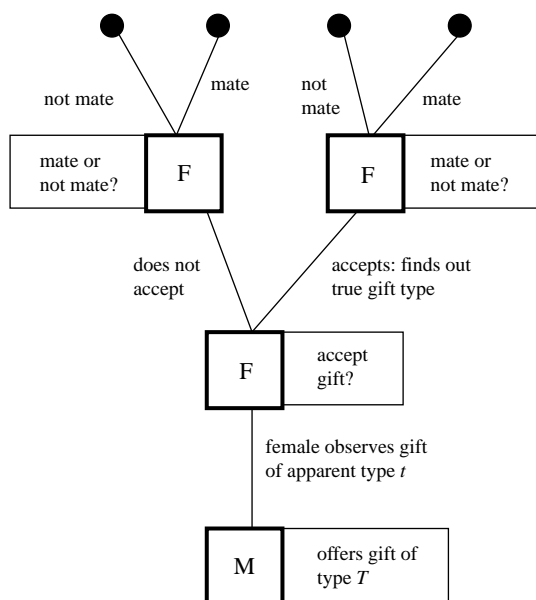 not mate
mate
not
mate
mate
mate or
not mate?
F
F
mate or
not mate?
does not
accept
accepts: finds out
true gift type
F
accept
gift?
female observes gift
of apparent type t
M
offers gift of
type T